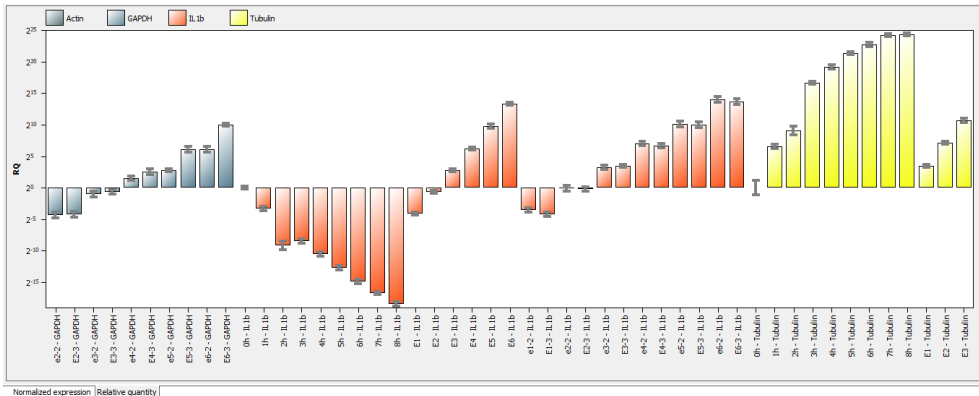 Actin GAPDH IL1b Tubulin
2^25
2^20
2^15
2^10
2^5
2^0
2^-5
2^-10
2^-15
RQ
e2-2 - GAPDH
E2-3 - GAPDH
e3-2 - GAPDH
E3-3 - GAPDH
e4-2 - GAPDH
E4-3 - GAPDH
e5-2 - GAPDH
E5-3 - GAPDH
e6-2 - GAPDH
E6-3 - GAPDH
0h - IL1b
1h - IL1b
2h - IL1b
3h - IL1b
4h - IL1b
5h - IL1b
6h - IL1b
7h - IL1b
8h - IL1b
E1 - IL1b
E2 - IL1b
E3 - IL1b
E4 - IL1b
E5 - IL1b
E6 - IL1b
e1-2 - IL1b
E1-3 - IL1b
e2-2 - IL1b
E2-3 - IL1b
e3-2 - IL1b
E3-3 - IL1b
e4-2 - IL1b
E4-3 - IL1b
e5-2 - IL1b
E5-3 - IL1b
e6-2 - IL1b
E6-3 - IL1b
0h - Tubulin
1h - Tubulin
2h - Tubulin
3h - Tubulin
4h - Tubulin
5h - Tubulin
6h - Tubulin
7h - Tubulin
8h - Tubulin
E1 - Tubulin
E2 - Tubulin
E3 - Tubulin
Normalized expression Relative quantity